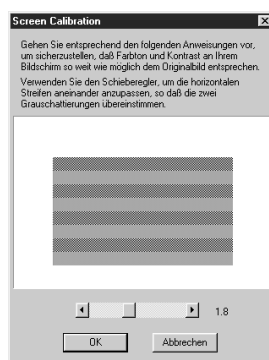 Screen Calibration
Gehen Sie entsprechend den folgenden Anweisungen vor,
um sicherzustellen, daß Farbton und Kontrast an Ihrem
Bildschirm so weit wie möglich dem Originalbild entsprechen.
Verwenden Sie den Schieberegler, um die horizontalen
Streifen aneinander anzupassen, so daß die zwei
Grauschattierungen übereinstimmen.
1.8
OK Abbrechen